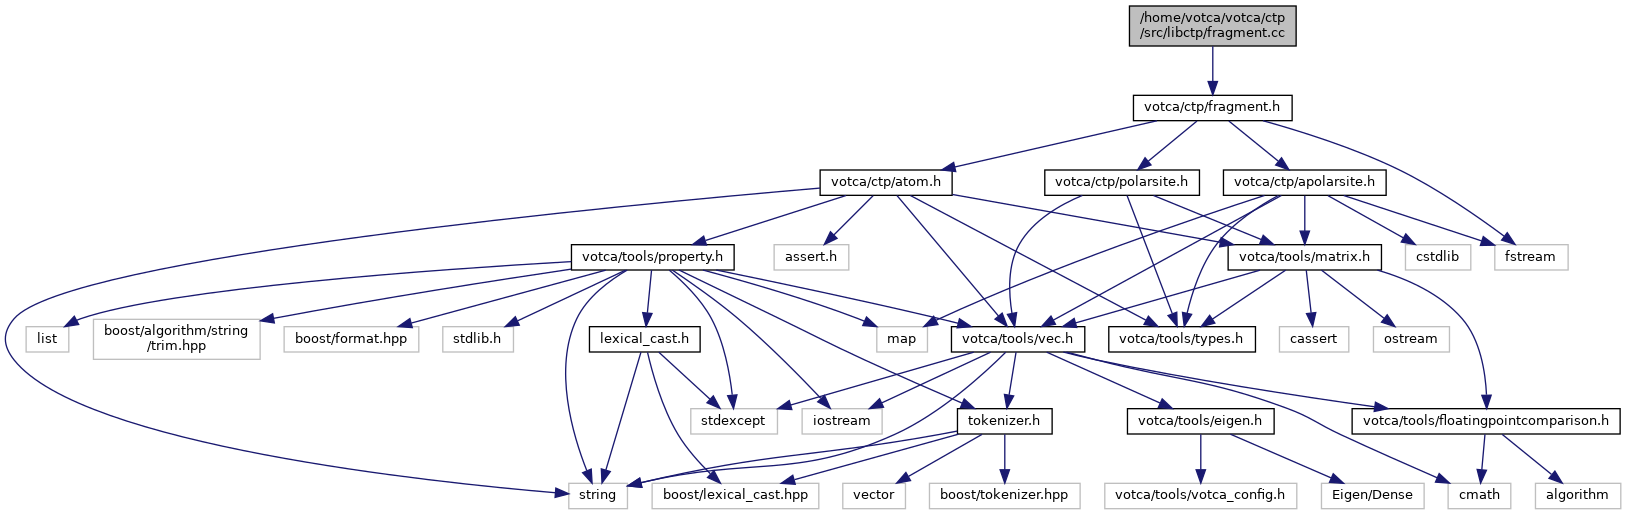 /home/votca/votca/ctp
/src/libctp/fragment.cc
votca/ctp/fragment.h
votca/ctp/atom.h
votca/ctp/polarsite.h
votca/ctp/apolarsite.h
votca/tools/property.h
assert.h
votca/tools/matrix.h
cstdlib
fstream
list
boost/algorithm/string
/trim.hpp
boost/format.hpp
stdlib.h
lexical_cast.h
map
votca/tools/vec.h
votca/tools/types.h
cassert
ostream
stdexcept
iostream
tokenizer.h
votca/tools/eigen.h
votca/tools/floatingpointcomparison.h
string
boost/lexical_cast.hpp
vector
boost/tokenizer.hpp
votca/tools/votca_config.h
Eigen/Dense
cmath
algorithm